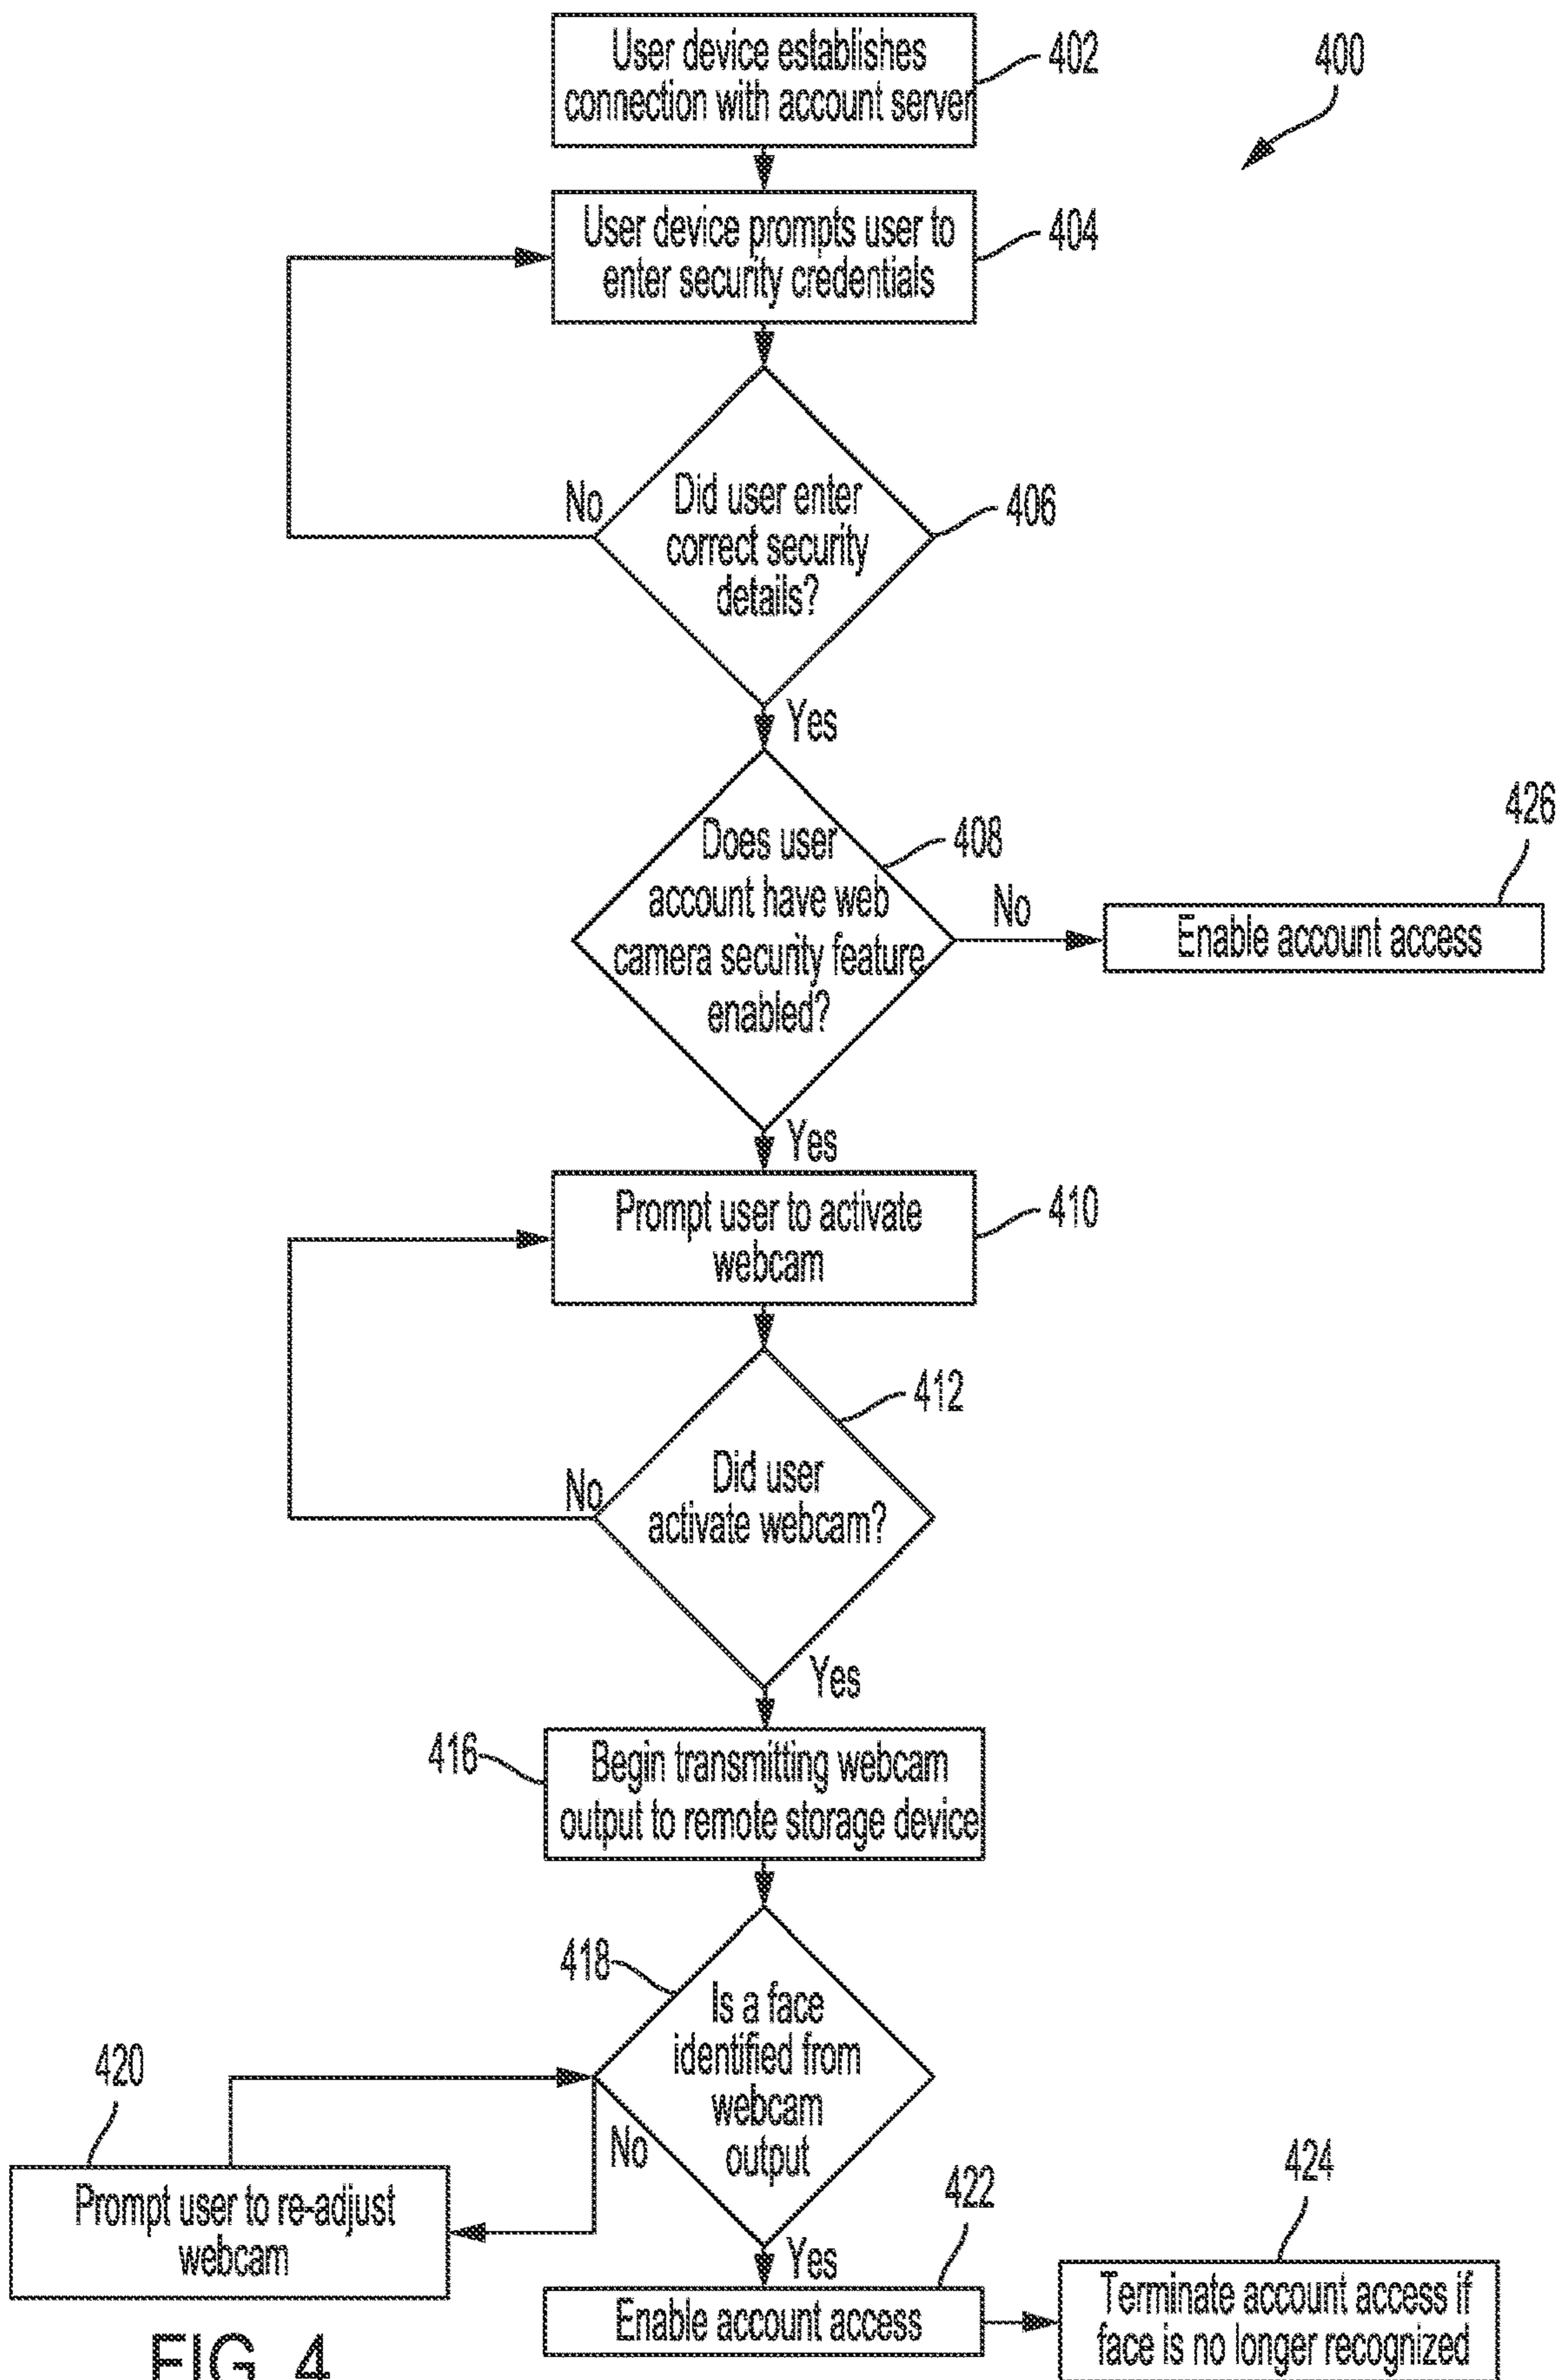 User device establishes
connection with account server
402
400
User device prompts user to
enter security credentials
404
Did user enter
correct security
details?
406
No
Yes
Does user
account have web
camera security feature
enabled?
408
No
426
Enable account access
Yes
Prompt user to activate
webcam
410
412
Did user
activate webcam?
No
Yes
416
Begin transmitting webcam
output to remote storage device
418
Is a face
identified from
webcam
output
No
420
Prompt user to re-adjust
webcam
Yes
422
Enable account access
424
Terminate account access if
face is no longer recognized
FIG. 4